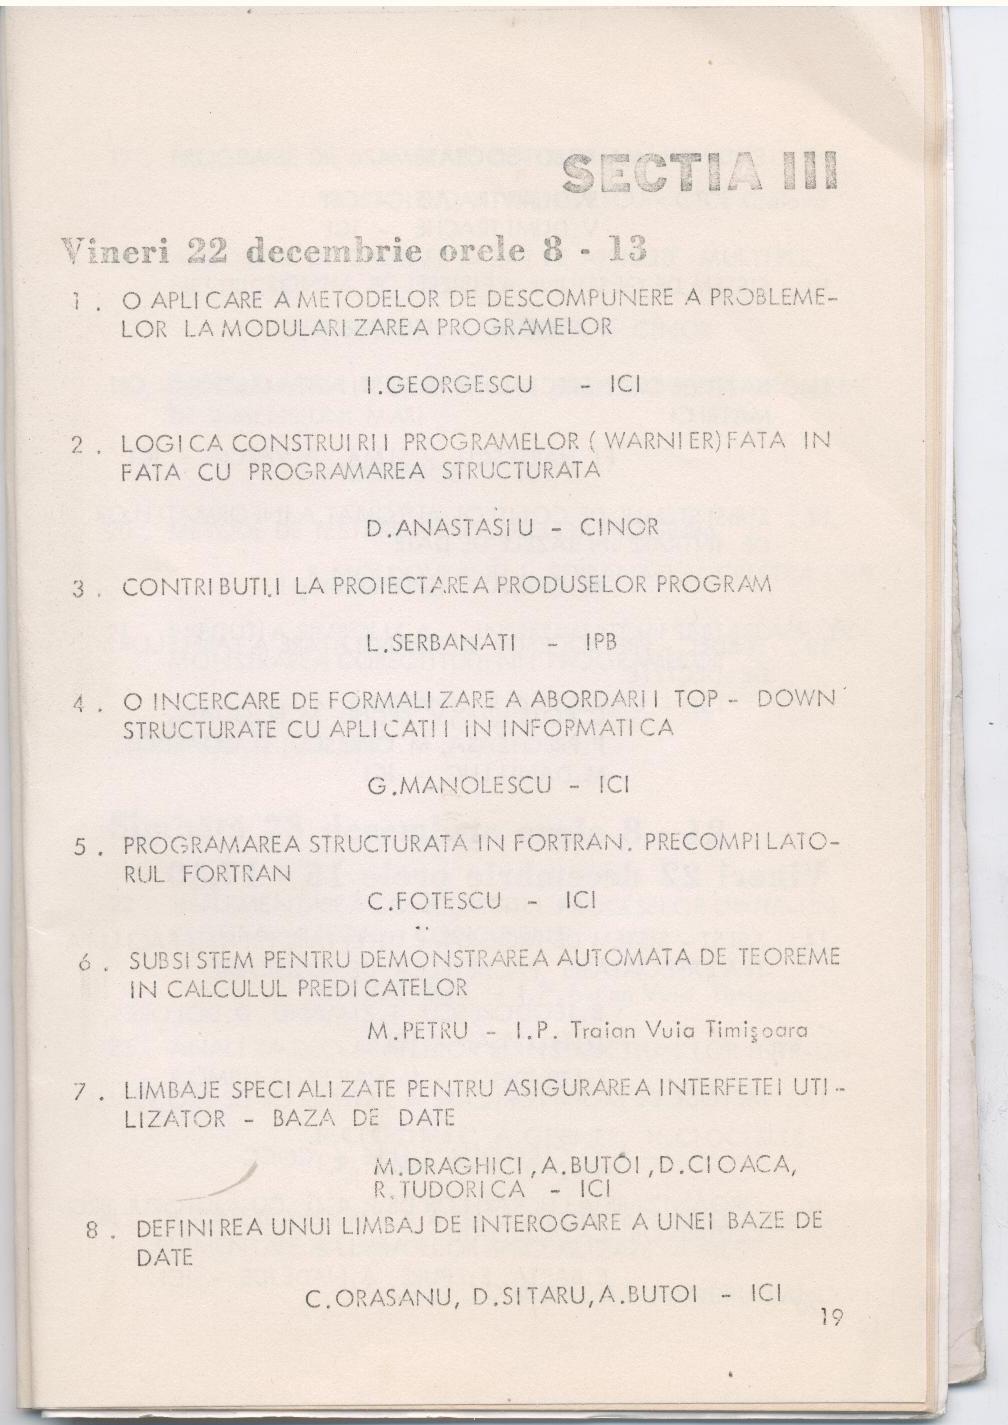 SECTIA III
Vineri 22 decembrie orele 8 - 13
1 . O APLICARE A METODELOR DE DESCOMPUNERE A PROBLEME-
LOR LA MODULARIZAREA PROGRAMELOR
I.GEORGESCU - ICI
2 . LOGICA CONSTRUIRII PROGRAMELOR ( WARNIER) FATA IN
FATA CU PROGRAMAREA STRUCTURATA
D.ANASTASIU - CINOR
3 . CONTRIBUTII LA PROIECTAREA PRODUSELOR PROGRAM
L.SERBANATI - IPB
4 . O INCERCARE DE FORMALIZARE A ABORDARII TOP - DOWN
STRUCTURATE CU APLICATII IN INFORMATICA
G.MANOLESCU - ICI
5 . PROGRAMAREA STRUCTURATA IN FORTRAN. PRECOMPILATO-
RUL FORTRAN
C.FOTESCU - ICI
6 . SUBSISTEM PENTRU DEMONSTRAREA AUTOMATA DE TEOREME
IN CALCULUL PREDICATELOR
M.PETRU - I.P. Traian Vuia Timişoara
7 . LIMBAJE SPECIALIZATE PENTRU ASIGURAREA INTERFETEI UTI-
LIZATOR - BAZA DE DATE
M.DRAGHICI, A.BUTOI, D.CIOACA,
R.TUDORICA - ICI
8 . DEFINIREA UNUI LIMBAJ DE INTEROGARE A UNEI BAZE DE
DATE
C.ORASANU, D.SITARU, A.BUTOI - ICI
19